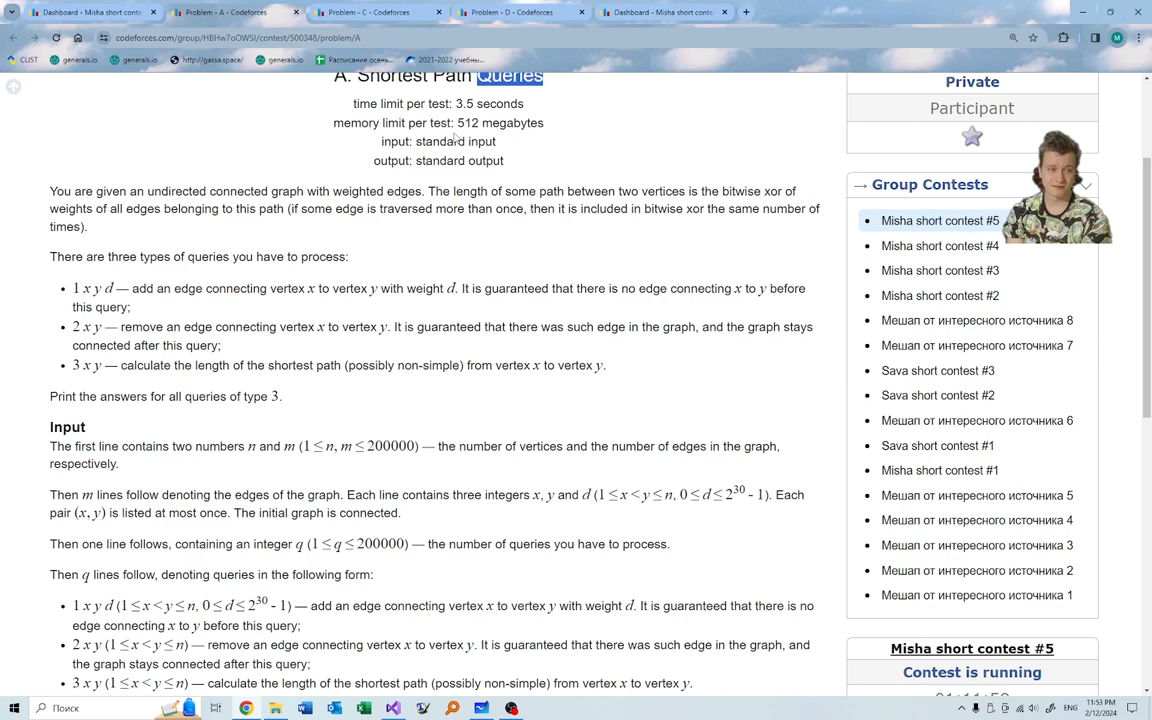 Dashboard - Misha short conte
Problem - A - Codeforces
Problem - C - Codeforces
Problem - D - Codeforces
Dashboard - Misha short conte
codeforces.com/group/HBHw7oOWSI/contest/500348/problem/A
M
CLIST
generals.io
generals.io
http://gassa.space/
generals.io
Расписание осень...
2021-2022 учебны...
A. Shortest Path Queries
time limit per test: 3.5 seconds
memory limit per test: 512 megabytes
input: standard input
output: standard output
You are given an undirected connected graph with weighted edges. The length of some path between two vertices is the bitwise xor of
weights of all edges belonging to this path (if some edge is traversed more than once, then it is included in bitwise xor the same number of
times).
There are three types of queries you have to process:
• 1 x y d — add an edge connecting vertex x to vertex y with weight d. It is guaranteed that there is no edge connecting x to y before
this query;
• 2 x y — remove an edge connecting vertex x to vertex y. It is guaranteed that there was such edge in the graph, and the graph stays
connected after this query;
• 3 x y — calculate the length of the shortest path (possibly non-simple) from vertex x to vertex y.
Print the answers for all queries of type 3.
Input
The first line contains two numbers n and m (1 ≤ n, m ≤ 200000) — the number of vertices and the number of edges in the graph,
respectively.
Then m lines follow denoting the edges of the graph. Each line contains three integers x, y and d (1 ≤ x < y ≤ n, 0 ≤ d ≤ 2^30 - 1). Each
pair (x, y) is listed at most once. The initial graph is connected.
Then one line follows, containing an integer q (1 ≤ q ≤ 200000) — the number of queries you have to process.
Then q lines follow, denoting queries in the following form:
• 1 x y d (1 ≤ x < y ≤ n, 0 ≤ d ≤ 2^30 - 1) — add an edge connecting vertex x to vertex y with weight d. It is guaranteed that there is no
edge connecting x to y before this query;
• 2 x y (1 ≤ x < y ≤ n) — remove an edge connecting vertex x to vertex y. It is guaranteed that there was such edge in the graph, and
the graph stays connected after this query;
• 3 x y (1 ≤ x < y ≤ n) — calculate the length of the shortest path (possibly non-simple) from vertex x to vertex y.
Private
Participant
→ Group Contests
• Misha short contest #5
• Misha short contest #4
• Misha short contest #3
• Misha short contest #2
• Мешап от интересного источника 8
• Мешап от интересного источника 7
• Sava short contest #3
• Sava short contest #2
• Мешап от интересного источника 6
• Sava short contest #1
• Misha short contest #1
• Мешап от интересного источника 5
• Мешап от интересного источника 4
• Мешап от интересного источника 3
• Мешап от интересного источника 2
• Мешап от интересного источника 1
Misha short contest #5
Contest is running
Поиск
ENG
11:53 PM
2/12/2024